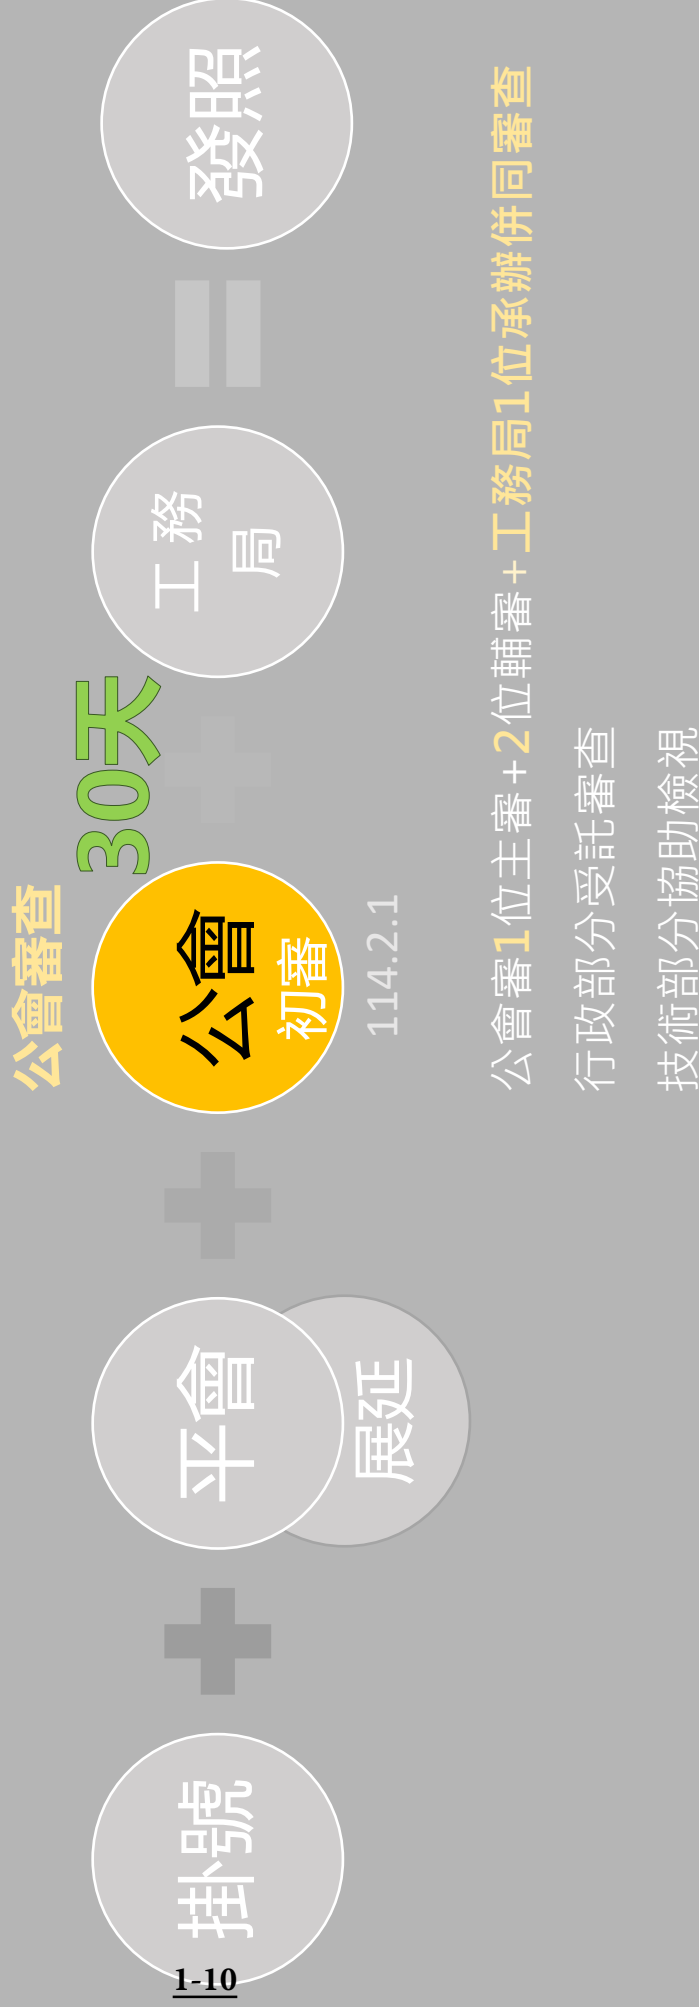 公會審查
30天
掛號
平會
展延
公會
初審
114.2.1
工務
局
發照
公會審1位主審+2位輔審+工務局1位承辦併同審查
行政部分受託審查
技術部分協助檢視
1-10